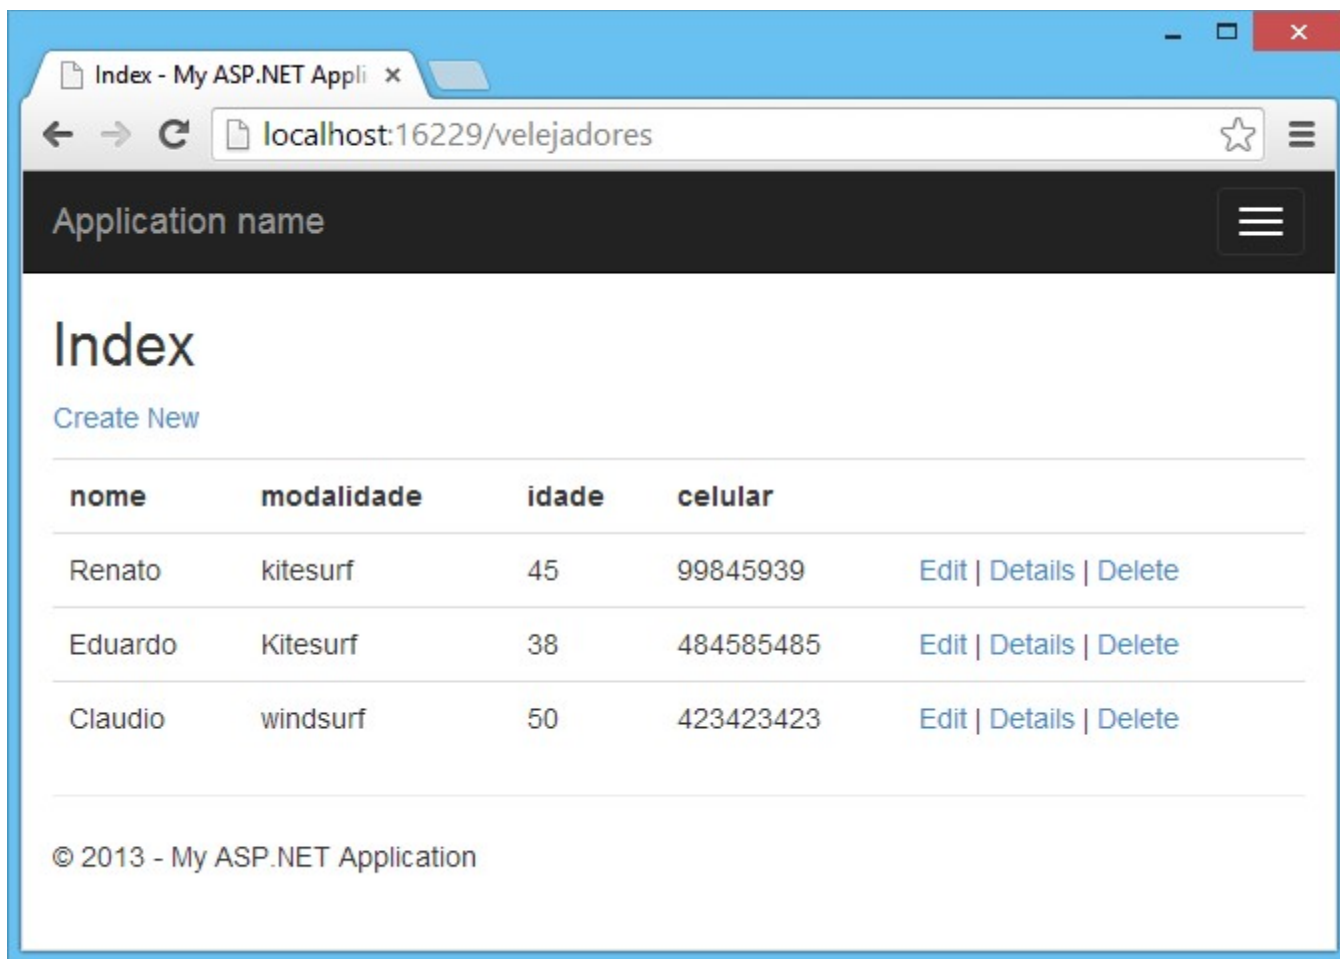 Index - My ASP.NET Appli
localhost:16229/velejadores
Application name
Index
Create New
nome modalidade idade celular
Renato kitesurf 45 99845939 Edit | Details | Delete
Eduardo Kitesurf 38 484585485 Edit | Details | Delete
Claudio windsurf 50 423423423 Edit | Details | Delete
© 2013 - My ASP.NET Application